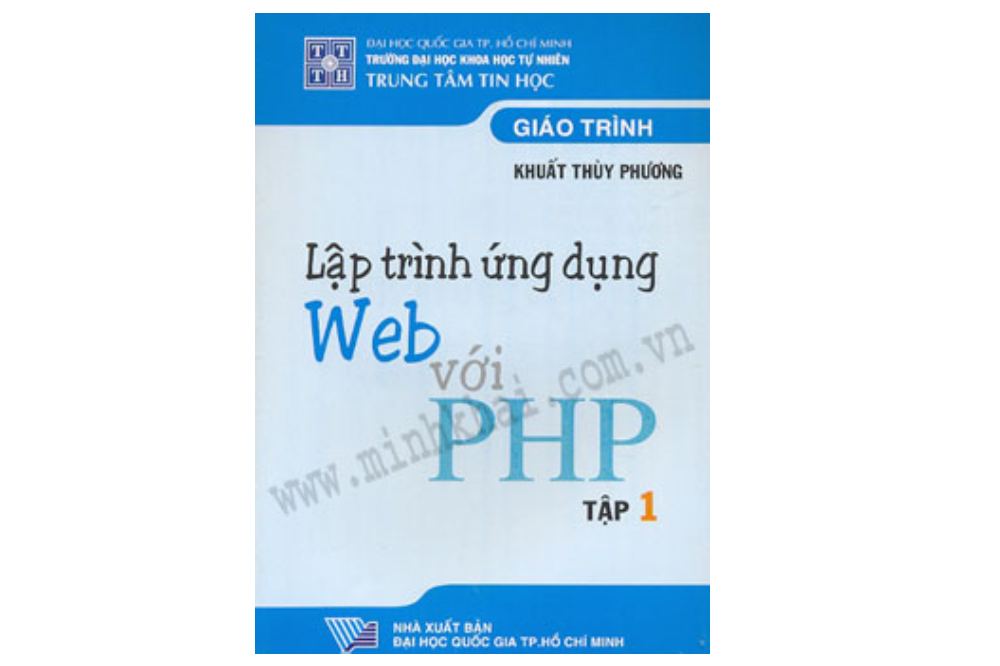 T T
T H
ĐẠI HỌC QUỐC GIA TP. HỒ CHÍ MINH
TRƯỜNG ĐẠI HỌC KHOA HỌC TỰ NHIÊN
TRUNG TÂM TIN HỌC
GIÁO TRÌNH
KHUẤT THÙY PHƯƠNG
Lập trình ứng dụng
Web
với
PHP
www.minhkhai.com.vn
TẬP 1
NHÀ XUẤT BẢN
ĐẠI HỌC QUỐC GIA TP.HỒ CHÍ MINH